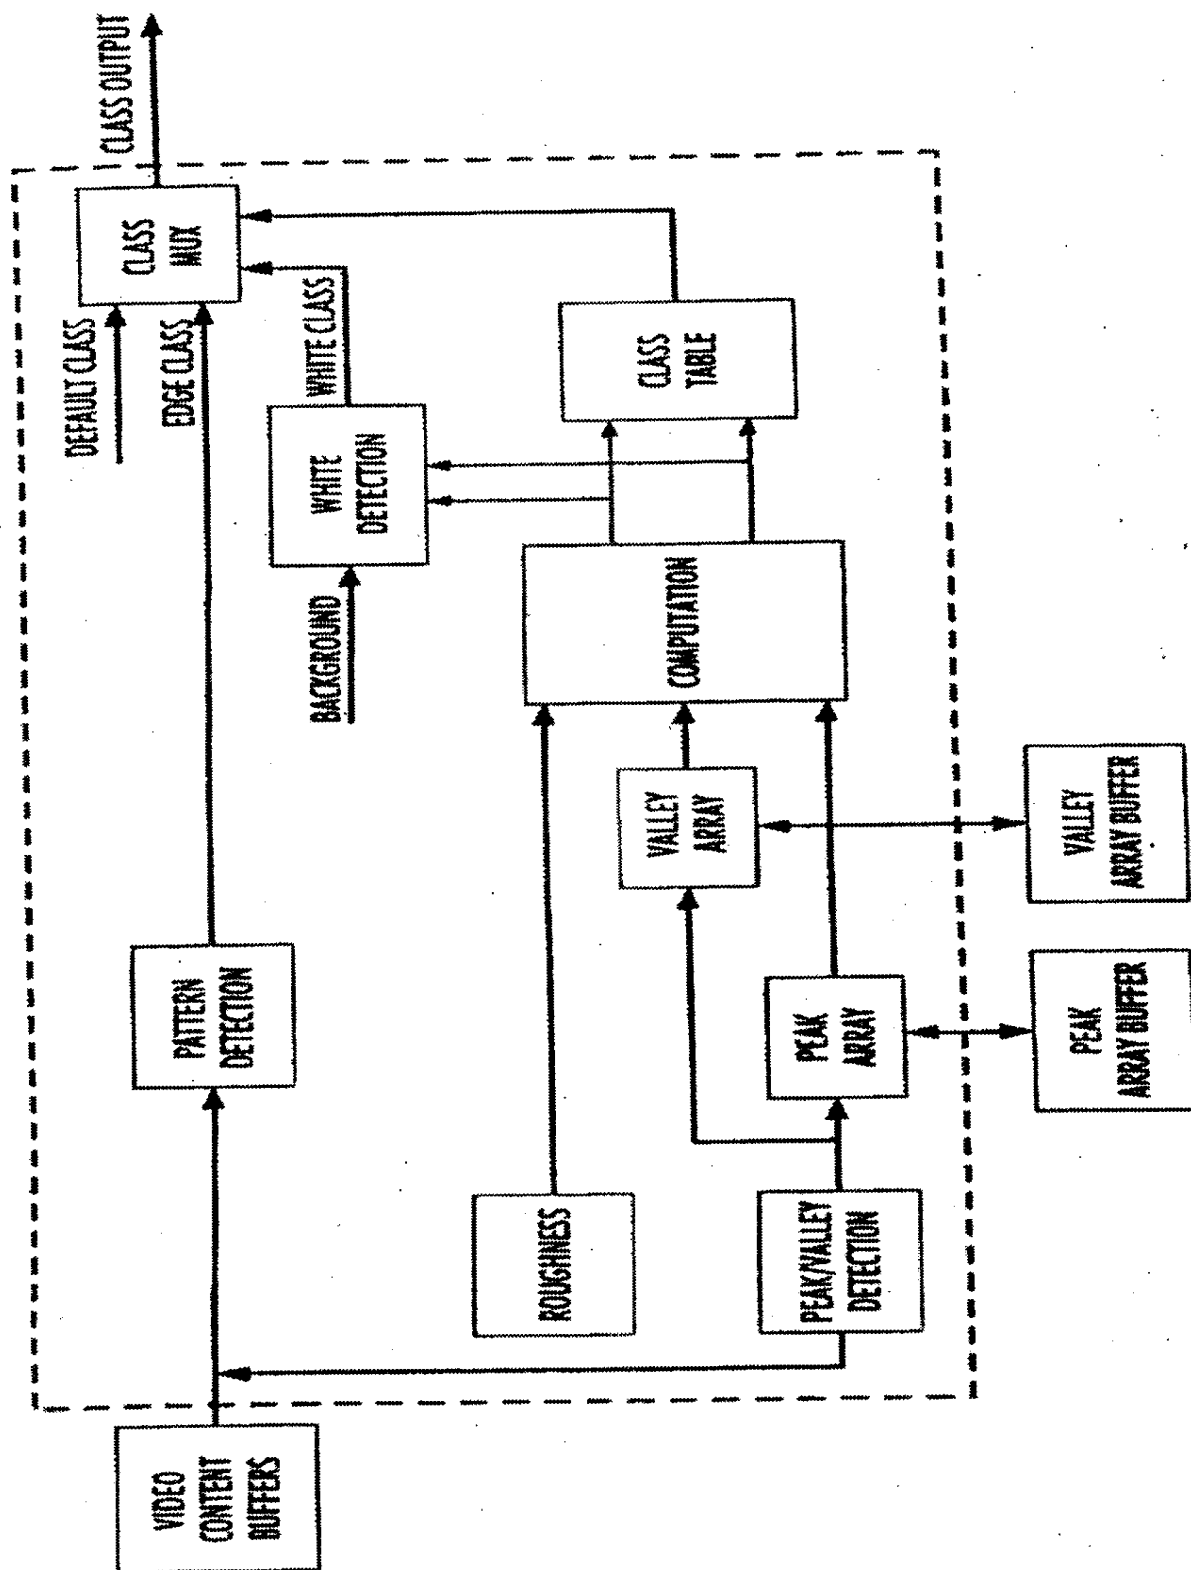 VIDEO
CONTENT
BUFFERS
PATTERN
DETECTION
DEFAULT CLASS
EDGE CLASS
CLASS
MUX
CLASS OUTPUT
BACKGROUND
WHITE
DETECTION
WHITE CLASS
ROUGHNESS
COMPUTATION
CLASS
TABLE
VALLEY
ARRAY
PEAK/VALLEY
DETECTION
PEAK
ARRAY
PEAK
ARRAY BUFFER
VALLEY
ARRAY BUFFER